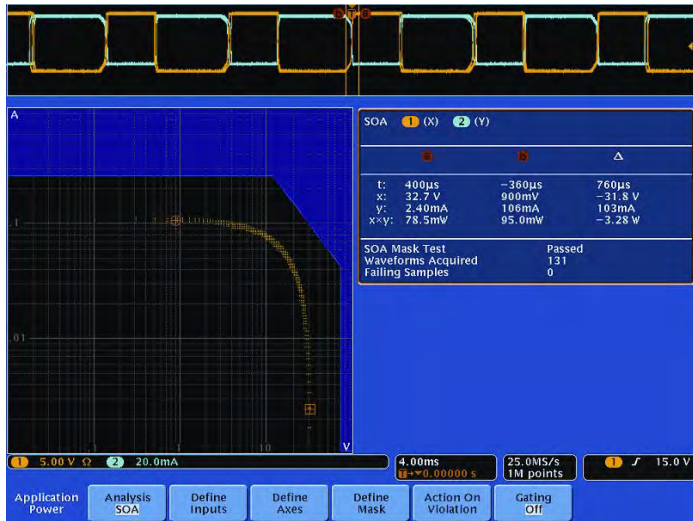 b T a
A
SOA 1 (X) 2 (Y)
a b Δ
t: 400µs −360µs 760µs
x: 32.7 V 900mV −31.8 V
y: 2.40mA 106mA 103mA
x×y: 78.5mW 95.0mW −3.28 W
SOA Mask Test Passed
Waveforms Acquired 131
Failing Samples 0
.1
.01
.1 1 10 V
1 5.00 V Ω 2 20.0mA
4.00ms 25.0MS/s 1 15.0 V
T→▾0.00000 s 1M points
Application Power
Analysis SOA
Define Inputs
Define Axes
Define Mask
Action On Violation
Gating Off